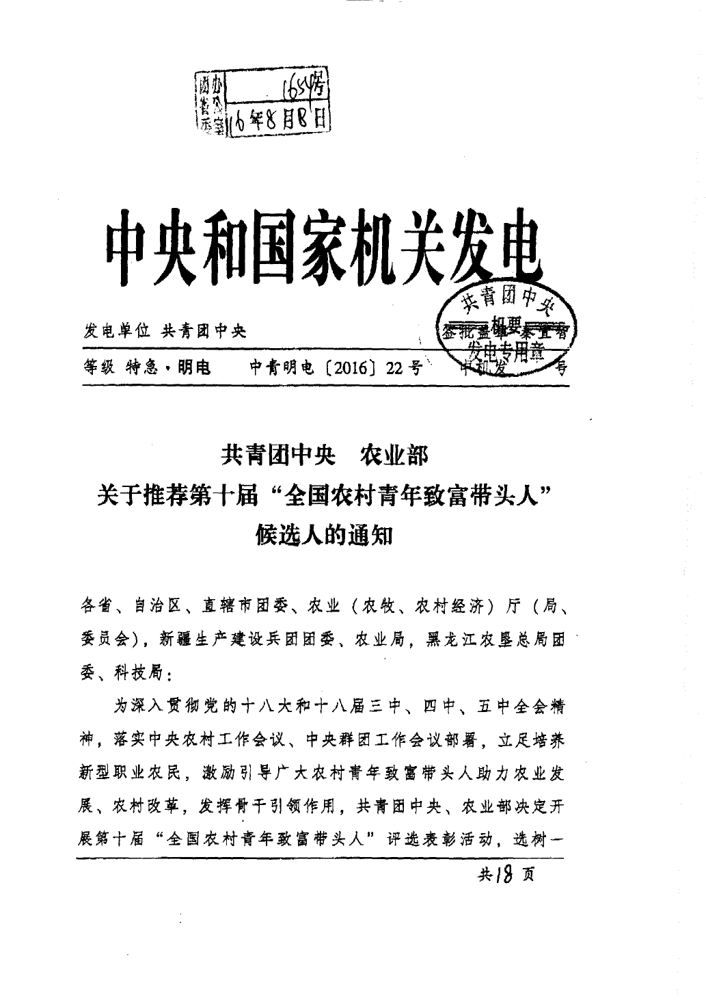 团省委办公室
1654号
16年8月8日
中央和国家机关发电
共青团中央
机要
发电专用章
发电单位 共青团中央
签批盖章 秦宜智
等级 特急·明电 中青明电〔2016〕22号 中机发 号
共青团中央 农业部
关于推荐第十届“全国农村青年致富带头人”
候选人的通知
各省、自治区、直辖市团委、农业（农牧、农村经济）厅（局、
委员会），新疆生产建设兵团团委、农业局，黑龙江农垦总局团
委、科技局：
为深入贯彻党的十八大和十八届三中、四中、五中全会精
神，落实中央农村工作会议、中央群团工作会议部署，立足培养
新型职业农民，激励引导广大农村青年致富带头人助力农业发
展、农村改革，发挥骨干引领作用，共青团中央、农业部决定开
展第十届“全国农村青年致富带头人”评选表彰活动，选树一
共18页